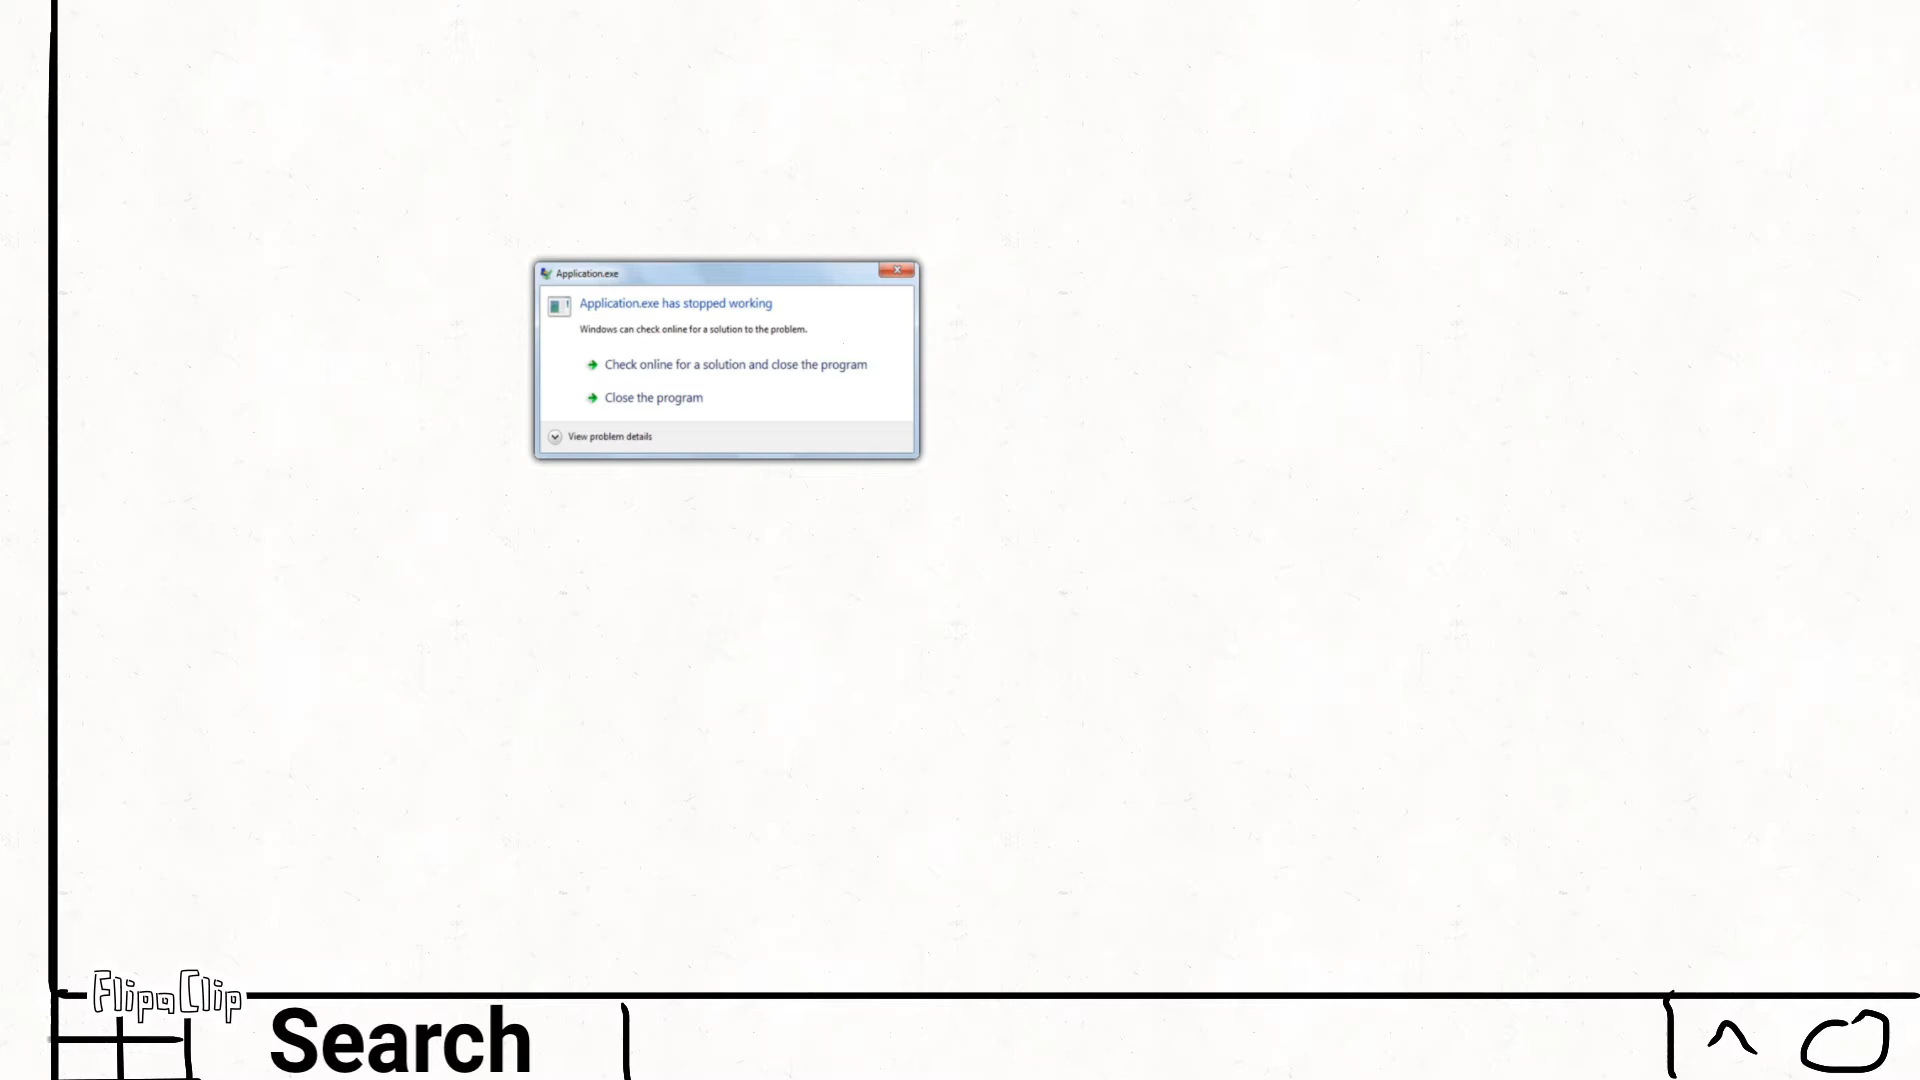 Application.exe
Application.exe has stopped working
Windows can check online for a solution to the problem.
Check online for a solution and close the program
Close the program
View problem details
FlipaClip
Search